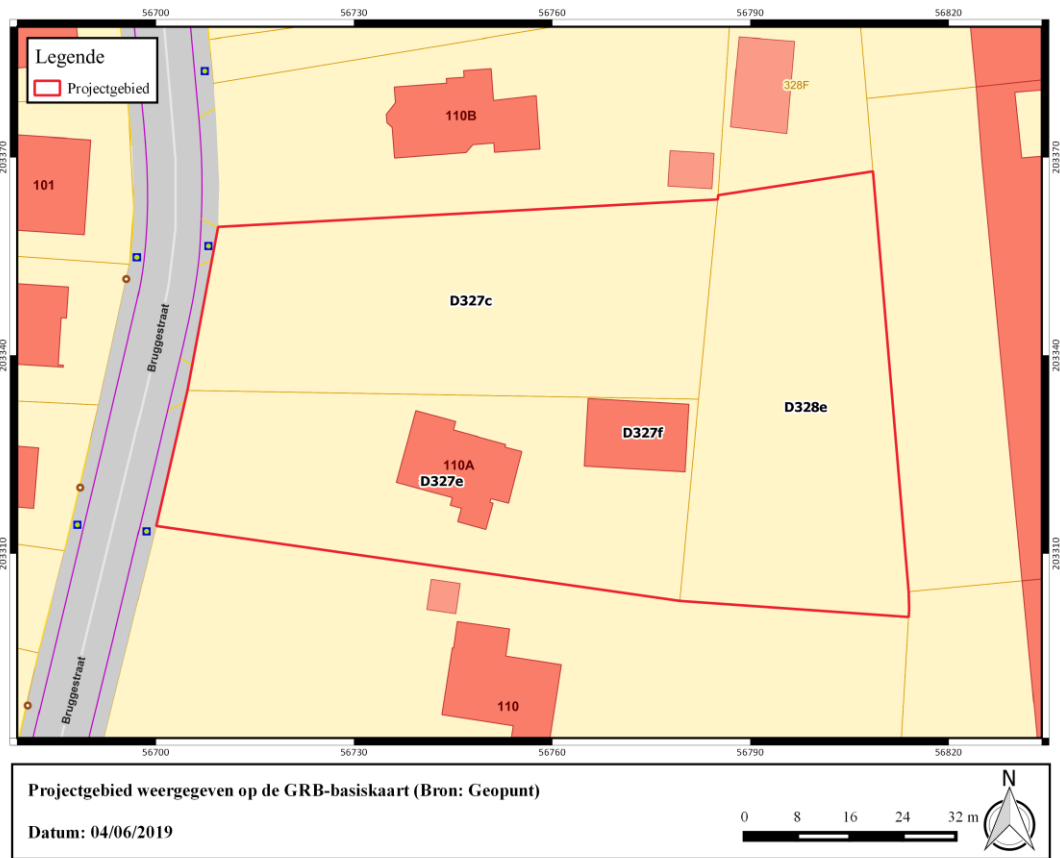 56700 56730 56760 56790 56820
Legende
Projectgebied
203370 203370
328F
110B
101
D327c
Bruggestraat
203340 203340
D328e
D327f
110A
D327e
203310 203310
Bruggestraat
110
56700 56730 56760 56790 56820
Projectgebied weergegeven op de GRB-basiskaart (Bron: Geopunt)
Datum: 04/06/2019
0 8 16 24 32 m
N